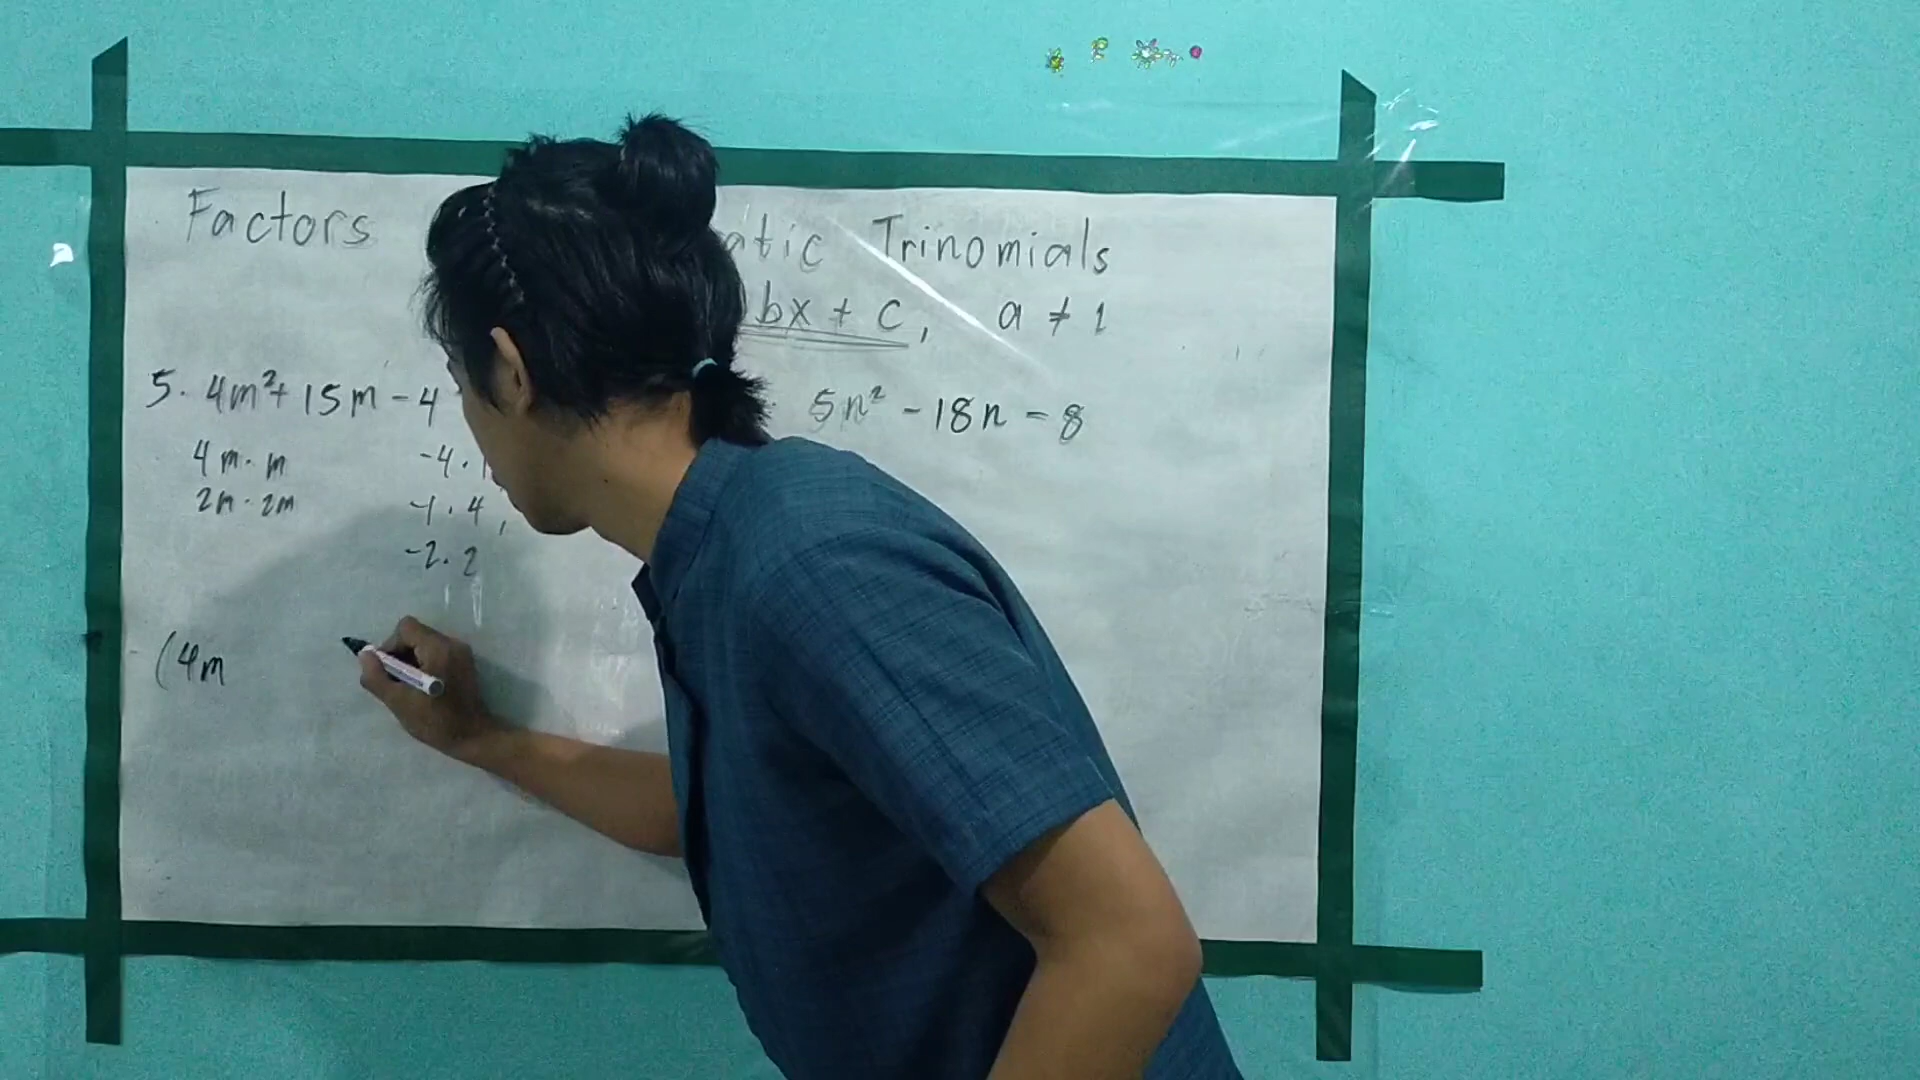 Factors atic Trinomials
bx + c, a ≠ 1
5. 4m² + 15m - 4
4m · m
2m · 2m
-4 · 1
-1 · 4,
-2 · 2
(4m
5n² - 18n - 8